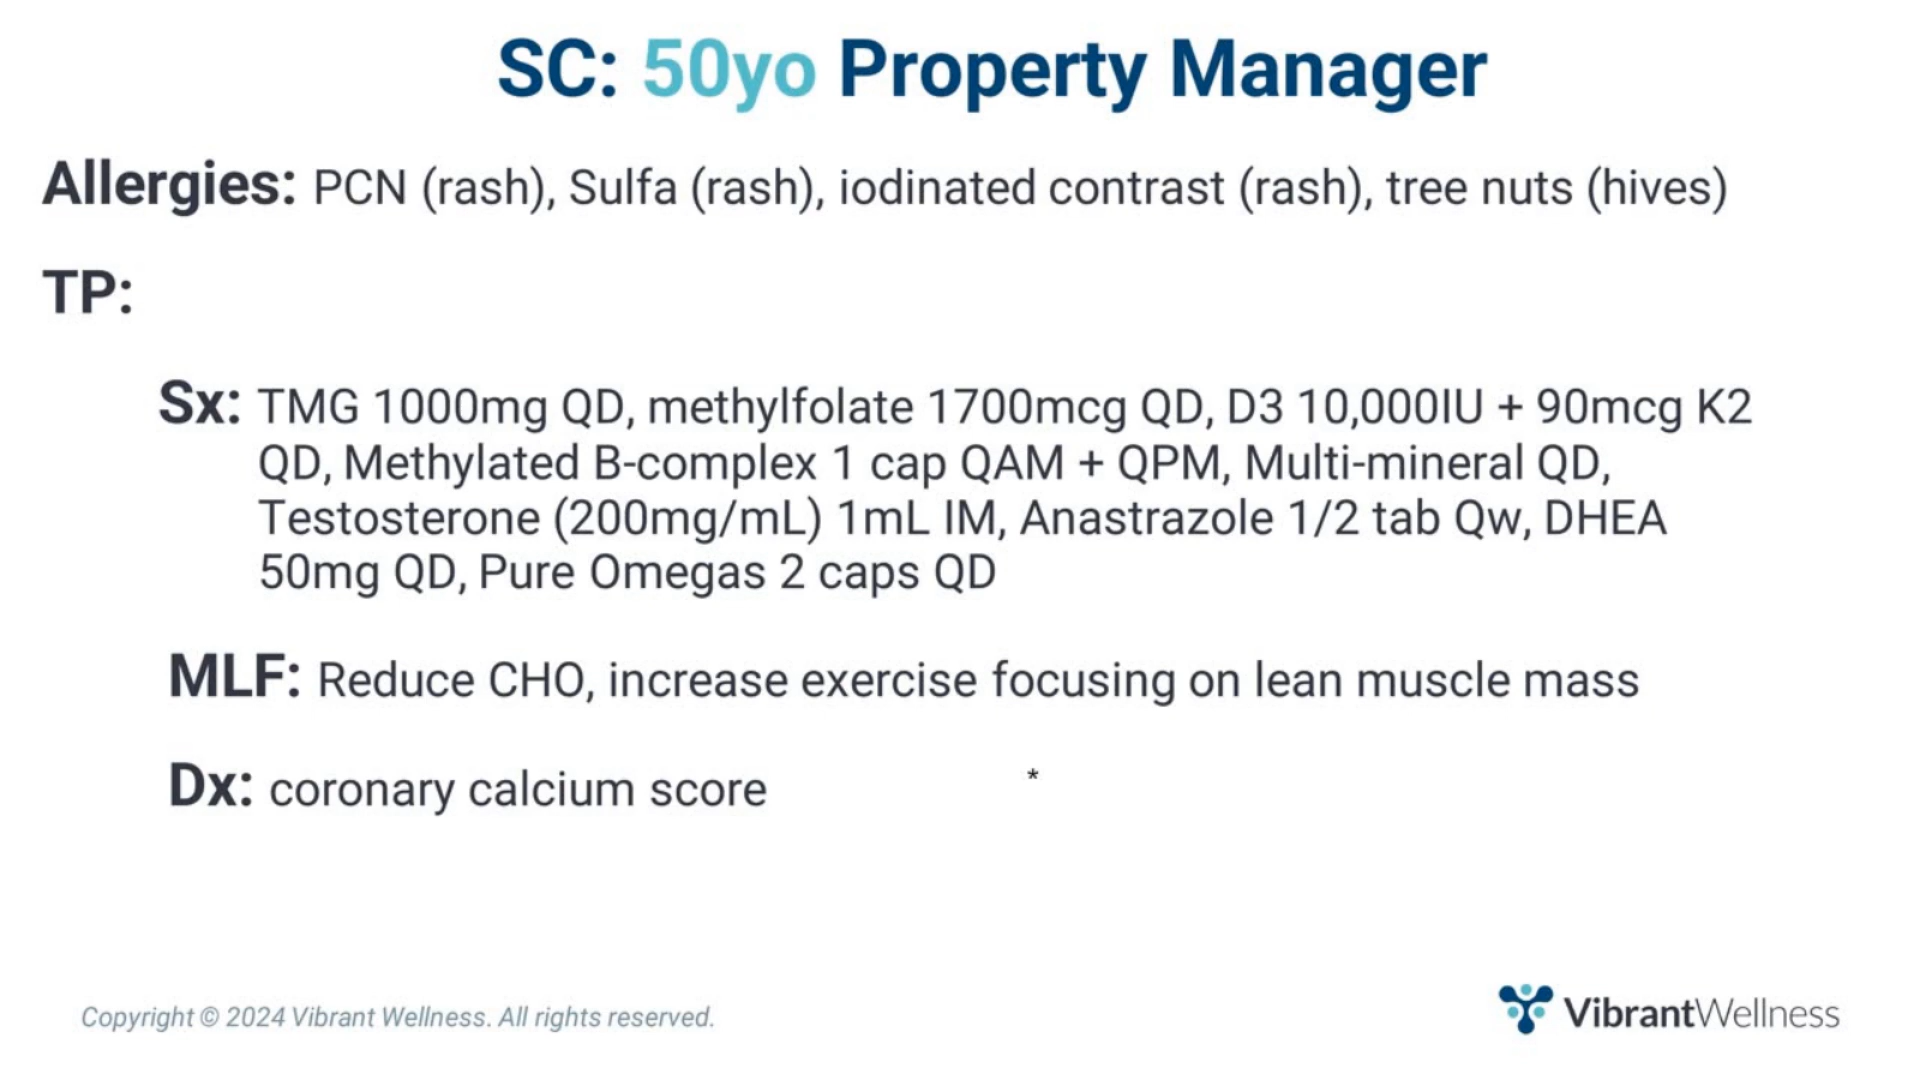 SC: 50yo Property Manager
Allergies: PCN (rash), Sulfa (rash), iodinated contrast (rash), tree nuts (hives)
TP:
Sx: TMG 1000mg QD, methylfolate 1700mcg QD, D3 10,000IU + 90mcg K2
QD, Methylated B-complex 1 cap QAM + QPM, Multi-mineral QD,
Testosterone (200mg/mL) 1mL IM, Anastrazole 1/2 tab Qw, DHEA
50mg QD, Pure Omegas 2 caps QD
MLF: Reduce CHO, increase exercise focusing on lean muscle mass
Dx: coronary calcium score *
Copyright © 2024 Vibrant Wellness. All rights reserved.
VibrantWellness